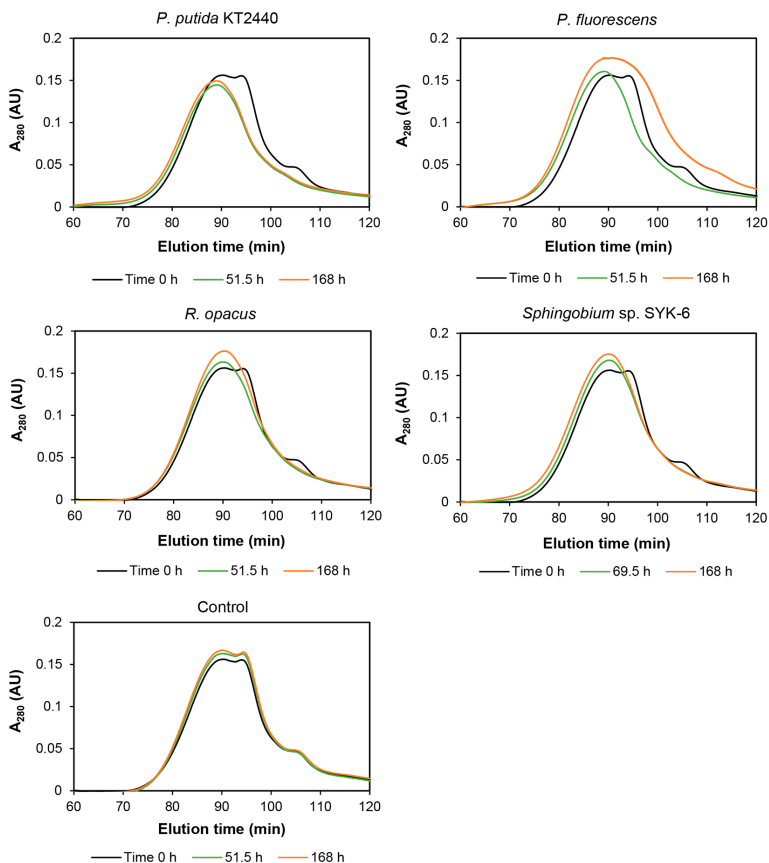 P. putida KT2440
0.2
0.15
0.1
0.05
0
A280 (AU)
60 70 80 90 100 110 120
Elution time (min)
Time 0 h 51.5 h 168 h
P. fluorescens
0.2
0.15
0.1
0.05
0
A280 (AU)
60 70 80 90 100 110 120
Elution time (min)
Time 0 h 51.5 h 168 h
R. opacus
0.2
0.15
0.1
0.05
0
A280 (AU)
60 70 80 90 100 110 120
Elution time (min)
Time 0 h 51.5 h 168 h
Sphingobium sp. SYK-6
0.2
0.15
0.1
0.05
0
A280 (AU)
60 70 80 90 100 110 120
Elution time (min)
Time 0 h 69.5 h 168 h
Control
0.2
0.15
0.1
0.05
0
A280 (AU)
60 70 80 90 100 110 120
Elution time (min)
Time 0 h 51.5 h 168 h